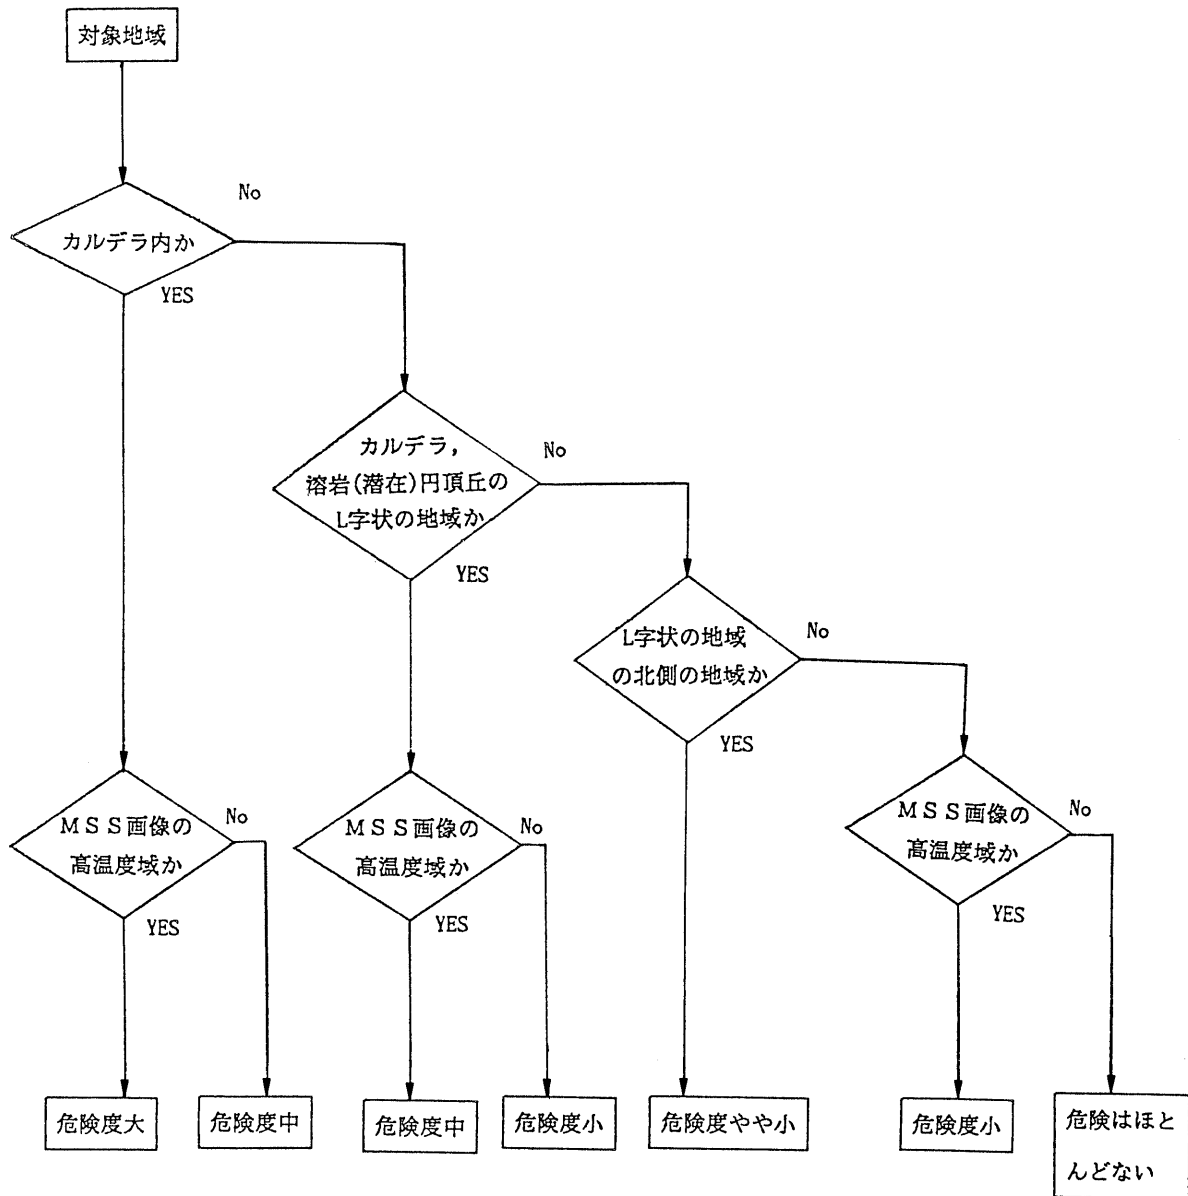 対象地域
No
カルデラ内か
YES
カルデラ,
溶岩(潜在)円頂丘の
L字状の地域か
No
YES
L字状の地域
の北側の地域か
No
YES
MSS画像の
高温度域か
No
YES
MSS画像の
高温度域か
No
YES
MSS画像の
高温度域か
No
YES
危険度大
危険度中
危険度中
危険度小
危険度やや小
危険度小
危険はほと
んどない